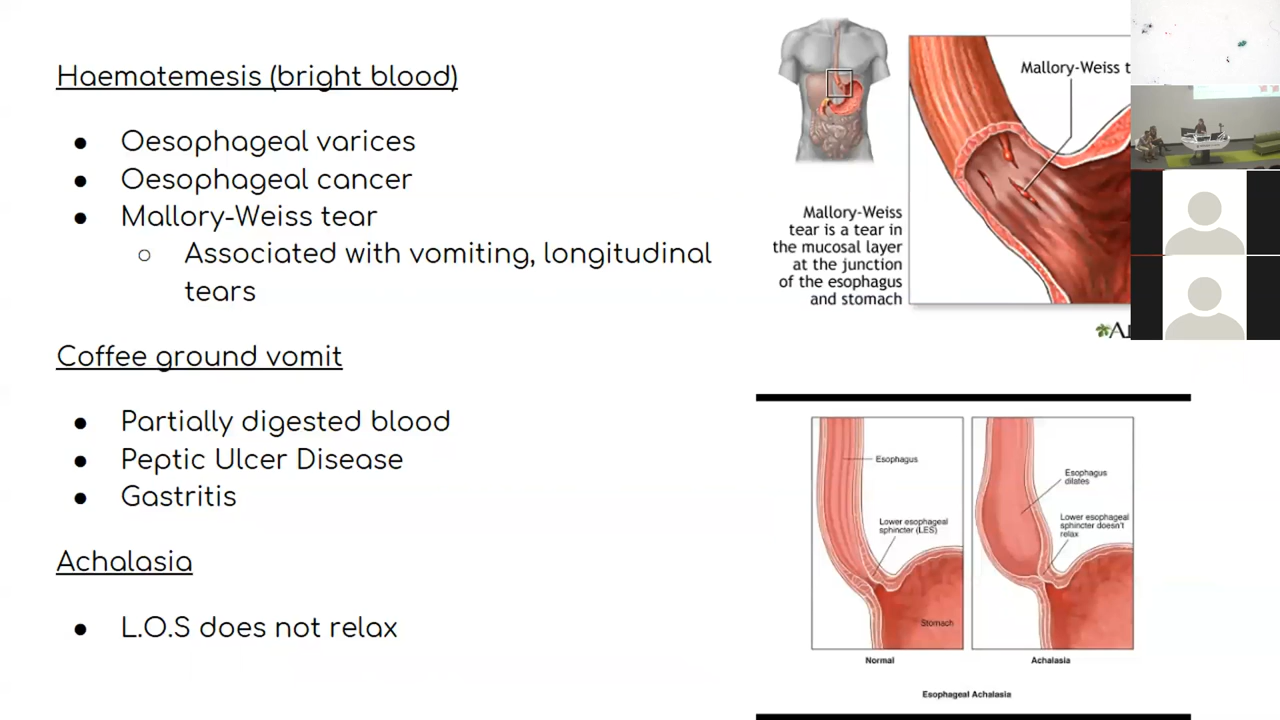 Haematemesis (bright blood)
● Oesophageal varices
● Oesophageal cancer
● Mallory-Weiss tear
○ Associated with vomiting, longitudinal
tears
Coffee ground vomit
● Partially digested blood
● Peptic Ulcer Disease
● Gastritis
Achalasia
● L.O.S does not relax
Mallory-Weiss t
Mallory-Weiss
tear is a tear in
the mucosal layer
at the junction
of the esophagus
and stomach
Esophagus
Lower esophageal
sphincter (LES)
Stomach
Normal
Esophagus
dilates
Lower esophageal
sphincter doesn't
relax
Achalasia
Esophageal Achalasia